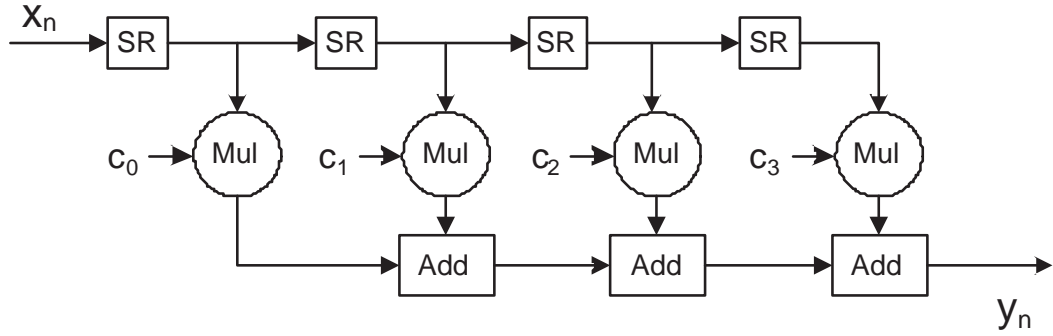 xn
SR SR SR SR
c0 Mul c1 Mul c2 Mul c3 Mul
Add Add Add
yn